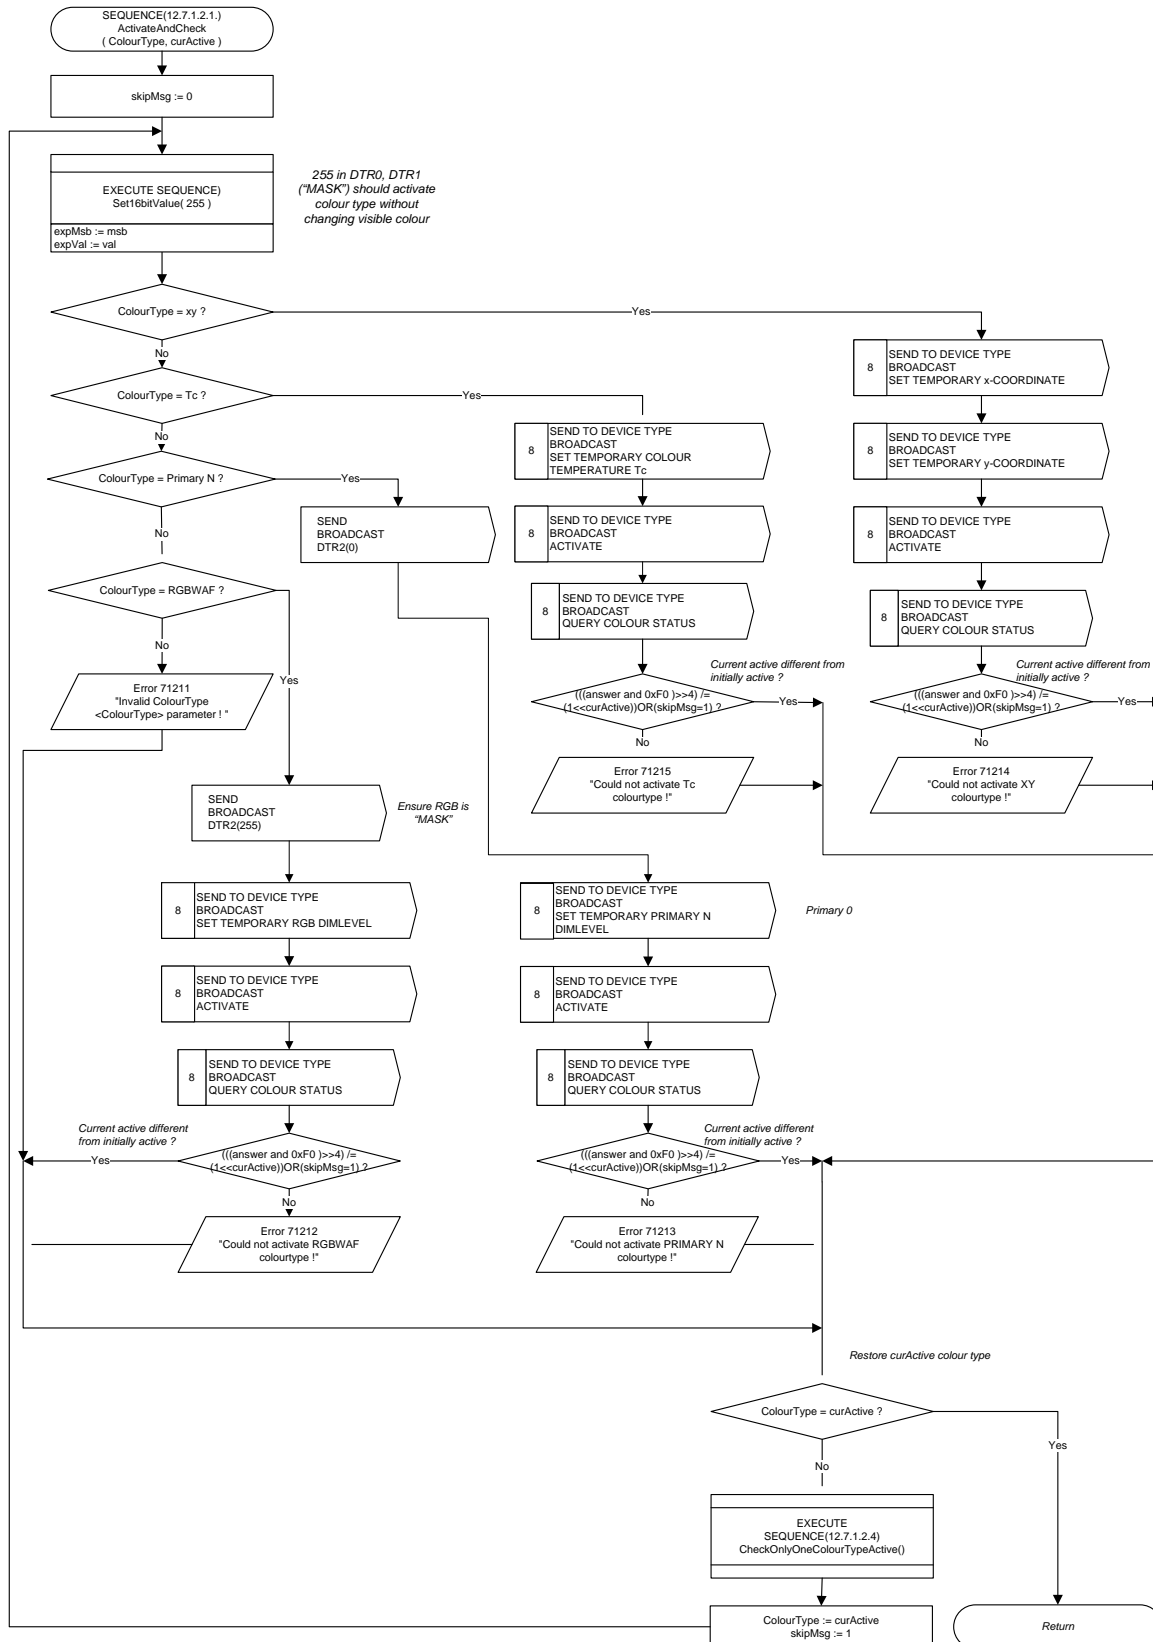 SEQUENCE(12.7.1.2.1.)
ActivateAndCheck
( ColourType, curActive )
skipMsg := 0
EXECUTE SEQUENCE)
Set16bitValue( 255 )
expMsb := msb
expVal := val
255 in DTR0, DTR1
("MASK") should activate
colour type without
changing visible colour
ColourType = xy ?
Yes
No
8
SEND TO DEVICE TYPE
BROADCAST
SET TEMPORARY x-COORDINATE
ColourType = Tc ?
Yes
No
8
SEND TO DEVICE TYPE
BROADCAST
SET TEMPORARY COLOUR
TEMPERATURE Tc
8
SEND TO DEVICE TYPE
BROADCAST
SET TEMPORARY y-COORDINATE
ColourType = Primary N ?
Yes
No
SEND
BROADCAST
DTR2(0)
8
SEND TO DEVICE TYPE
BROADCAST
ACTIVATE
8
SEND TO DEVICE TYPE
BROADCAST
ACTIVATE
ColourType = RGBWAF ?
No
Yes
8
SEND TO DEVICE TYPE
BROADCAST
QUERY COLOUR STATUS
8
SEND TO DEVICE TYPE
BROADCAST
QUERY COLOUR STATUS
Error 71211
"Invalid ColourType
<ColourType> parameter ! "
Current active different from
initially active ?
(((answer and 0xF0 )>>4) /=
(1<<curActive))OR(skipMsg=1) ?
Yes
No
Current active different from
initially active ?
(((answer and 0xF0 )>>4) /=
(1<<curActive))OR(skipMsg=1) ?
Yes
No
Error 71215
"Could not activate Tc
colourtype !"
Error 71214
"Could not activate XY
colourtype !"
SEND
BROADCAST
DTR2(255)
Ensure RGB is
"MASK"
8
SEND TO DEVICE TYPE
BROADCAST
SET TEMPORARY RGB DIMLEVEL
8
SEND TO DEVICE TYPE
BROADCAST
SET TEMPORARY PRIMARY N
DIMLEVEL
Primary 0
8
SEND TO DEVICE TYPE
BROADCAST
ACTIVATE
8
SEND TO DEVICE TYPE
BROADCAST
ACTIVATE
8
SEND TO DEVICE TYPE
BROADCAST
QUERY COLOUR STATUS
8
SEND TO DEVICE TYPE
BROADCAST
QUERY COLOUR STATUS
Current active different
from initially active ?
Yes
(((answer and 0xF0 )>>4) /=
(1<<curActive))OR(skipMsg=1) ?
No
Current active different
from initially active ?
(((answer and 0xF0 )>>4) /=
(1<<curActive))OR(skipMsg=1) ?
Yes
No
Error 71212
"Could not activate RGBWAF
colourtype !"
Error 71213
"Could not activate PRIMARY N
colourtype !"
Restore curActive colour type
ColourType = curActive ?
Yes
No
EXECUTE
SEQUENCE(12.7.1.2.4)
CheckOnlyOneColourTypeActive()
ColourType := curActive
skipMsg := 1
Return